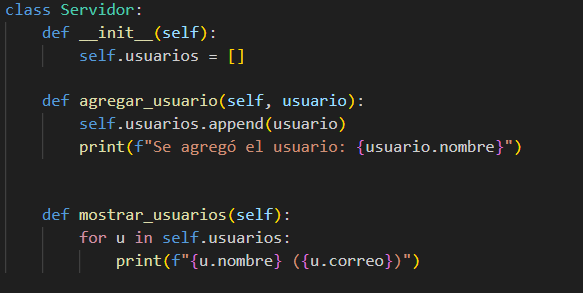 class Servidor:
    def __init__(self):
        self.usuarios = []
    def agregar_usuario(self, usuario):
        self.usuarios.append(usuario)
        print(f"Se agregó el usuario: {usuario.nombre}")
    def mostrar_usuarios(self):
        for u in self.usuarios:
            print(f"{u.nombre} ({u.correo})")